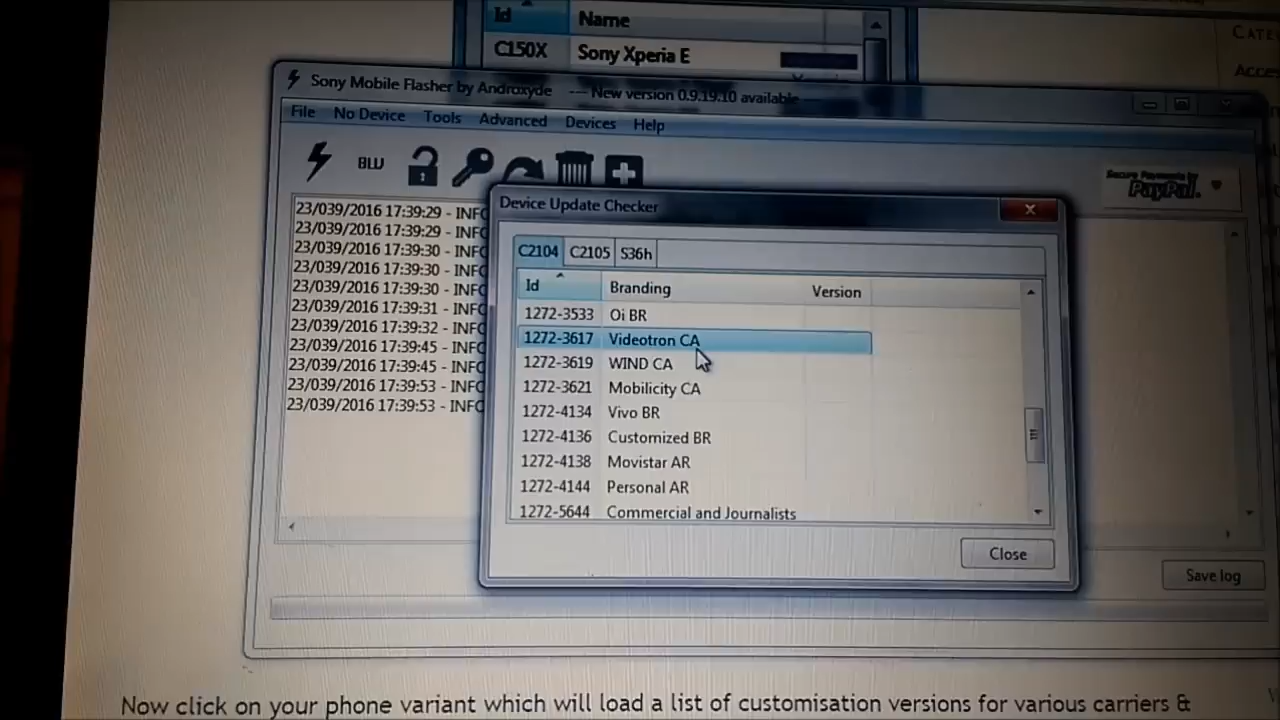 Id Name
C150X Sony Xperia E
Sony Mobile Flasher by Androxyde --- New version 0.9.19.10 available ---
File No Device Tools Advanced Devices Help
BLU
Secure Payments by
PayPal
23/039/2016 17:39:29 - INFO
23/039/2016 17:39:29 - INFO
23/039/2016 17:39:30 - INFO
23/039/2016 17:39:30 - INFO
23/039/2016 17:39:30 - INFO
23/039/2016 17:39:31 - INFO
23/039/2016 17:39:32 - INFO
23/039/2016 17:39:45 - INFO
23/039/2016 17:39:45 - INFO
23/039/2016 17:39:53 - INFO
23/039/2016 17:39:53 - INFO
Device Update Checker
C2104 C2105 S36h
Id Branding Version
1272-3533 Oi BR
1272-3617 Videotron CA
1272-3619 WIND CA
1272-3621 Mobilicity CA
1272-4134 Vivo BR
1272-4136 Customized BR
1272-4138 Movistar AR
1272-4144 Personal AR
1272-5644 Commercial and Journalists
Close
Save log
Now click on your phone variant which will load a list of customisation versions for various carriers &